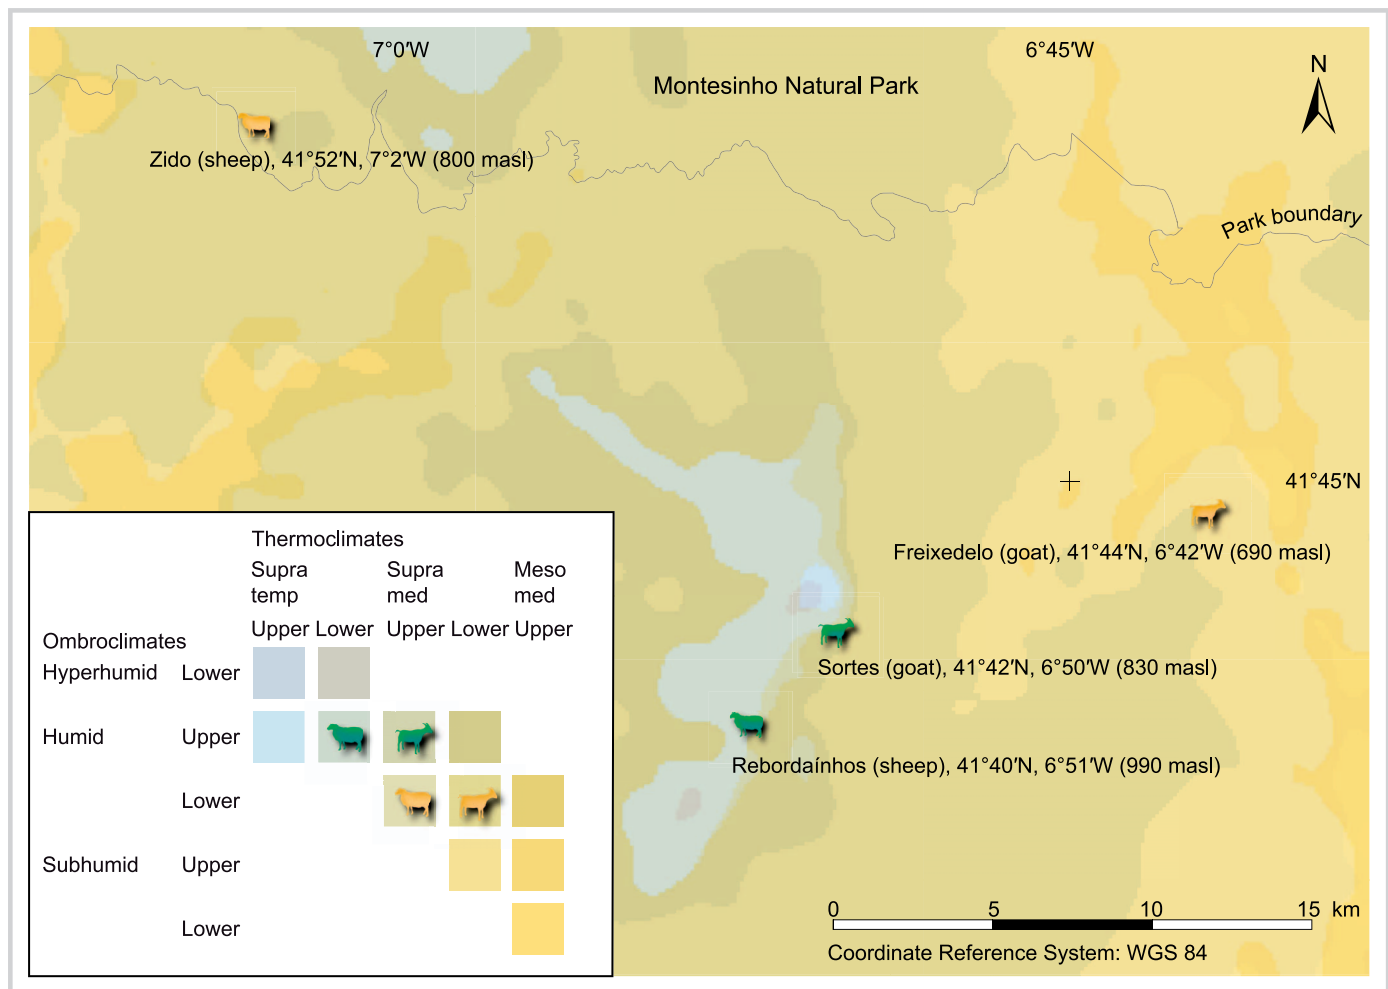 7°0′W
6°45′W
Montesinho Natural Park
N
Zido (sheep), 41°52′N, 7°2′W (800 masl)
Park boundary
41°45′N
Freixedelo (goat), 41°44′N, 6°42′W (690 masl)
Sortes (goat), 41°42′N, 6°50′W (830 masl)
Rebordaínhos (sheep), 41°40′N, 6°51′W (990 masl)
Thermoclimates
Supra temp
Supra med
Meso med
Upper Lower Upper Lower Upper
Ombroclimates
Hyperhumid Lower
Humid Upper
Lower
Subhumid Upper
Lower
0 5 10 15 km
Coordinate Reference System: WGS 84